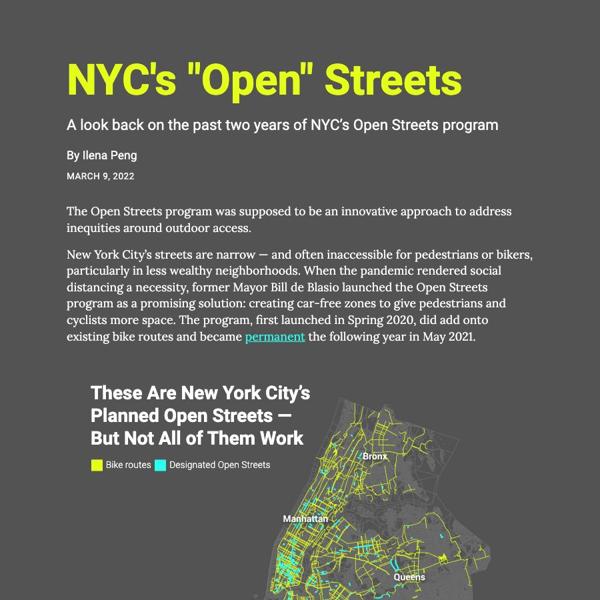 NYC's "Open" Streets
A look back on the past two years of NYC's Open Streets program
By Ilena Peng
MARCH 9, 2022
The Open Streets program was supposed to be an innovative approach to address
inequities around outdoor access.
New York City's streets are narrow — and often inaccessible for pedestrians or bikers,
particularly in less wealthy neighborhoods. When the pandemic rendered social
distancing a necessity, former Mayor Bill de Blasio launched the Open Streets
program as a promising solution: creating car-free zones to give pedestrians and
cyclists more space. The program, first launched in Spring 2020, did add onto
existing bike routes and became permanent the following year in May 2021.
These Are New York City's
Planned Open Streets —
But Not All of Them Work
Bike routes Designated Open Streets
Bronx
Manhattan
Queens